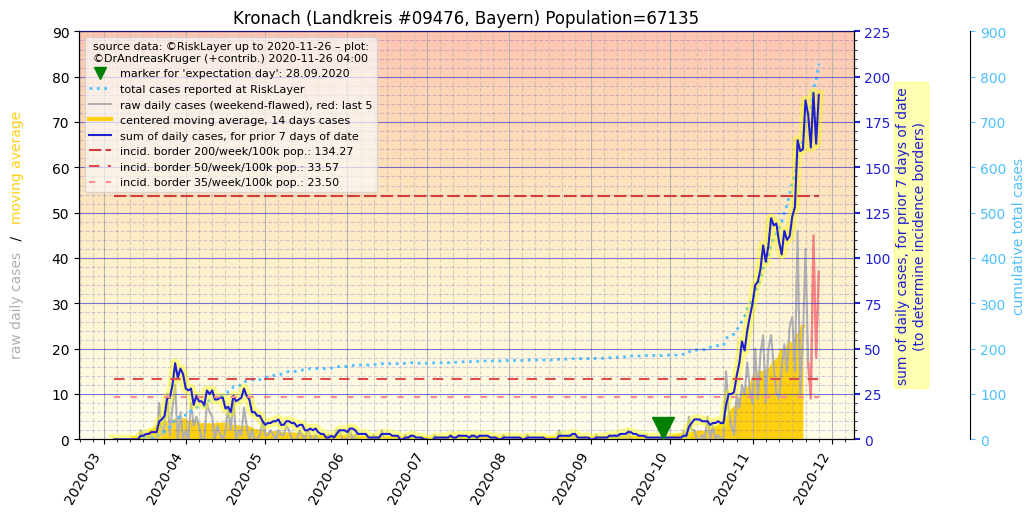 Kronach (Landkreis #09476, Bayern) Population=67135
source data: ©RiskLayer up to 2020-11-26 – plot:
©DrAndreasKruger (+contrib.) 2020-11-26 04:00
marker for 'expectation day': 28.09.2020
total cases reported at RiskLayer
raw daily cases (weekend-flawed), red: last 5
centered moving average, 14 days cases
sum of daily cases, for prior 7 days of date
incid. border 200/week/100k pop.: 134.27
incid. border 50/week/100k pop.: 33.57
incid. border 35/week/100k pop.: 23.50
raw daily cases / moving average
90
80
70
60
50
40
30
20
10
0
2020-03
2020-04
2020-05
2020-06
2020-07
2020-08
2020-09
2020-10
2020-11
2020-12
225
200
175
150
125
100
75
50
25
0
sum of daily cases, for prior 7 days of date
(to determine incidence borders)
900
800
700
600
500
400
300
200
100
0
cumulative total cases